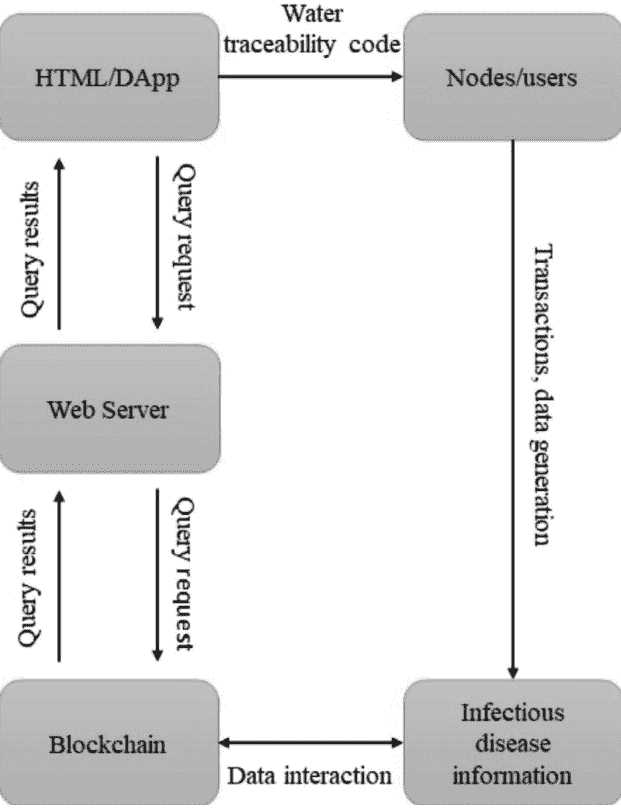 Water
traceability code
HTML/DApp
Nodes/users
Query results
Query request
Transactions, data generation
Web Server
Query results
Query request
Blockchain
Data interaction
Infectious
disease
information